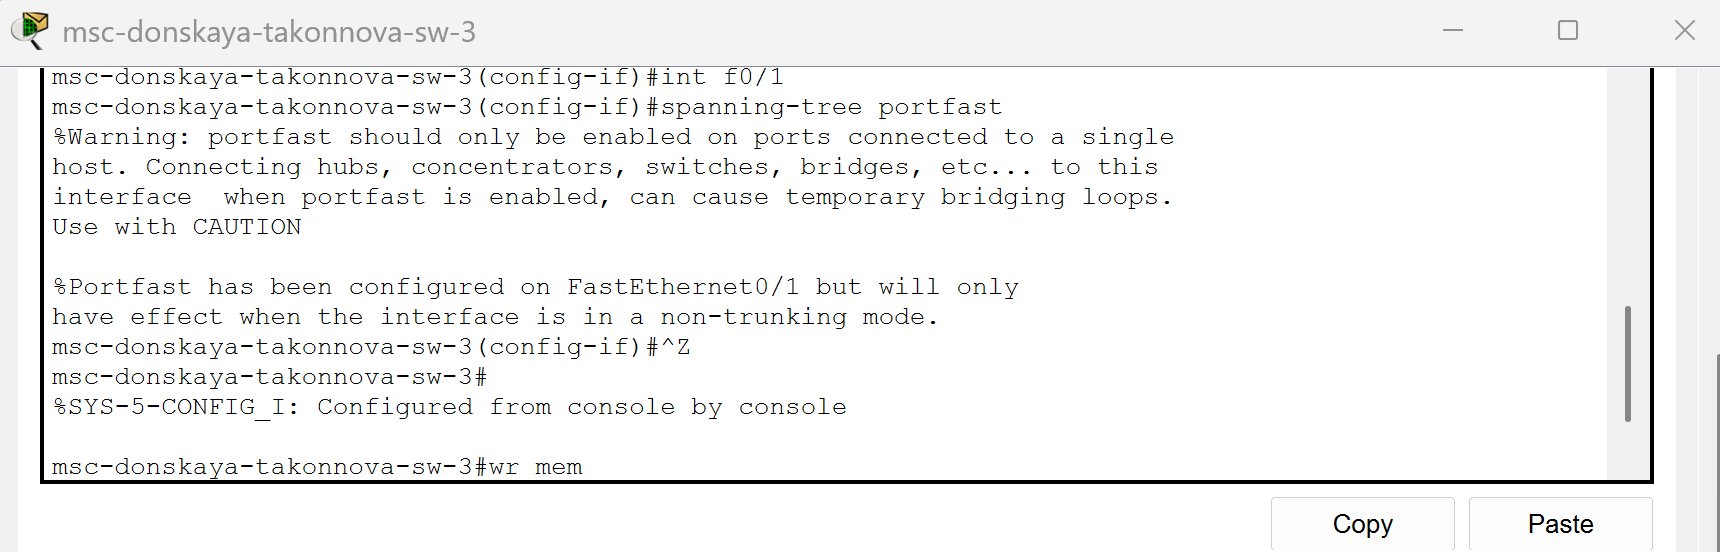 msc-donskaya-takonnova-sw-3
msc-donskaya-takonnova-sw-3(config-if)#int f0/1
msc-donskaya-takonnova-sw-3(config-if)#spanning-tree portfast
%Warning: portfast should only be enabled on ports connected to a single
host. Connecting hubs, concentrators, switches, bridges, etc... to this
interface  when portfast is enabled, can cause temporary bridging loops.
Use with CAUTION
%Portfast has been configured on FastEthernet0/1 but will only
have effect when the interface is in a non-trunking mode.
msc-donskaya-takonnova-sw-3(config-if)#^Z
msc-donskaya-takonnova-sw-3#
%SYS-5-CONFIG_I: Configured from console by console
msc-donskaya-takonnova-sw-3#wr mem
Copy Paste